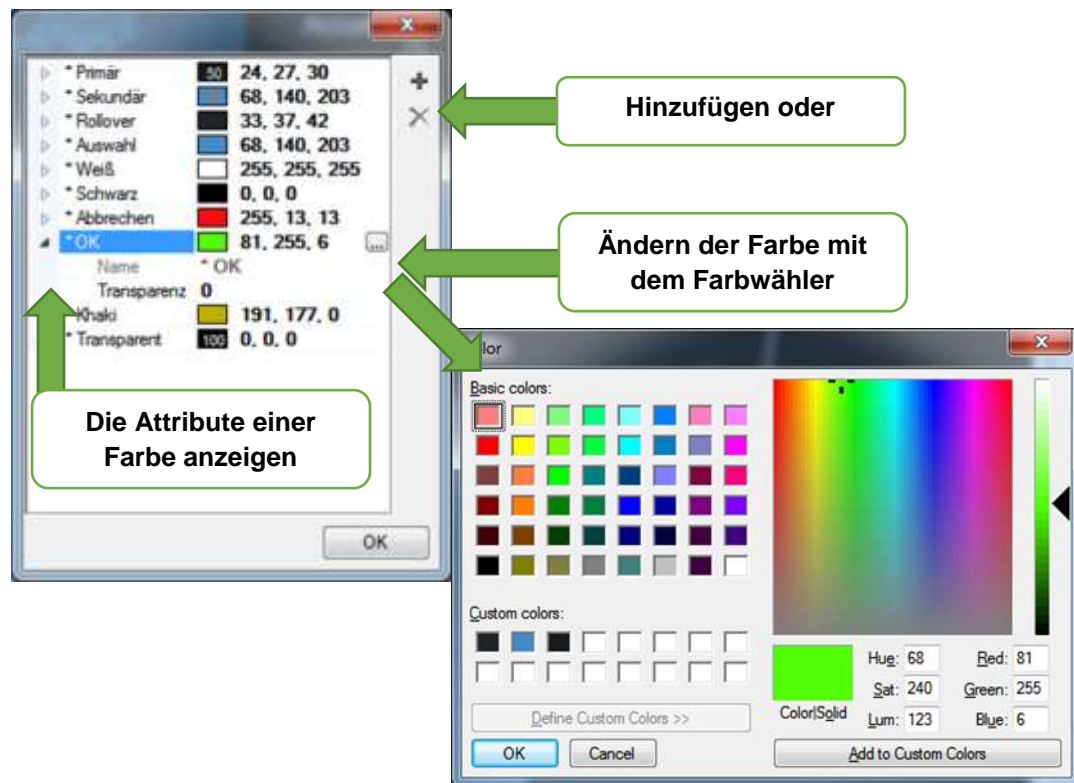 * Primär 50 24, 27, 30
* Sekundär 68, 140, 203
* Rollover 33, 37, 42
* Auswahl 68, 140, 203
* Weiß 255, 255, 255
* Schwarz 0, 0, 0
* Abbrechen 255, 13, 13
* OK 81, 255, 6 ...
Name * OK
Transparenz 0
Khaki 191, 177, 0
* Transparent 100 0, 0, 0
OK
Hinzufügen oder
Ändern der Farbe mit
dem Farbwähler
Die Attribute einer
Farbe anzeigen
lor
Basic colors:
Custom colors:
Define Custom Colors >>
OK Cancel
Color|Solid
Hue: 68 Red: 81
Sat: 240 Green: 255
Lum: 123 Blue: 6
Add to Custom Colors